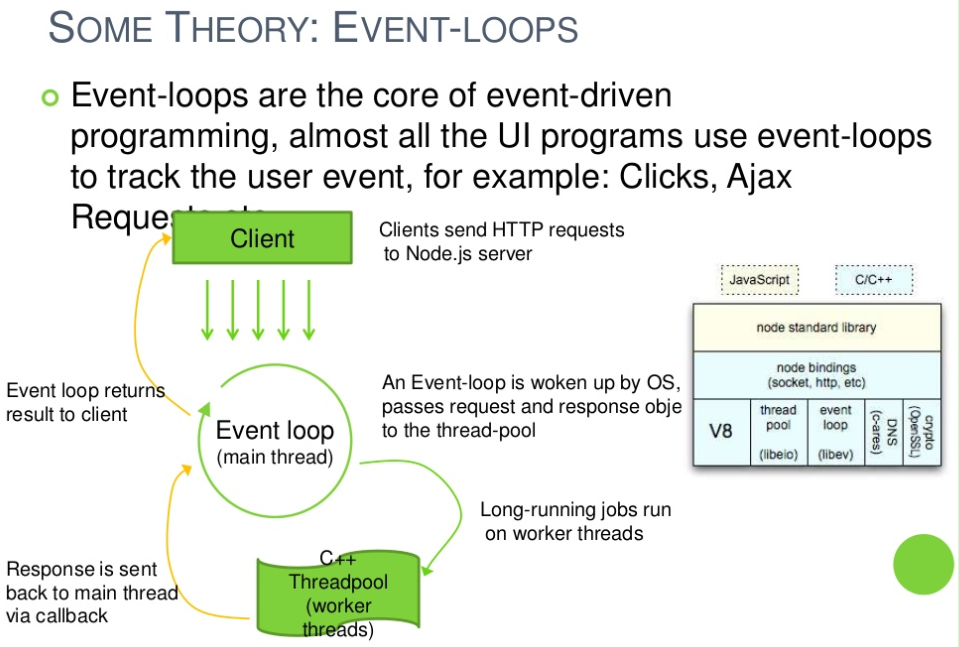 SOME THEORY: EVENT-LOOPS
Event-loops are the core of event-driven
programming, almost all the UI programs use event-loops
to track the user event, for example: Clicks, Ajax
Client
Clients send HTTP requests
to Node.js server
Event loop returns
result to client
Event loop
(main thread)
An Event-loop is woken up by OS,
passes request and response obje
to the thread-pool
Long-running jobs run
on worker threads
Response is sent
back to main thread
via callback
C++
Threadpool
(worker
threads)
JavaScript
C/C++
node standard library
node bindings
(socket, http, etc)
V8
thread
pool
(libeio)
event
loop
(libev)
DNS
(c-ares)
crypto
(OpenSSL)